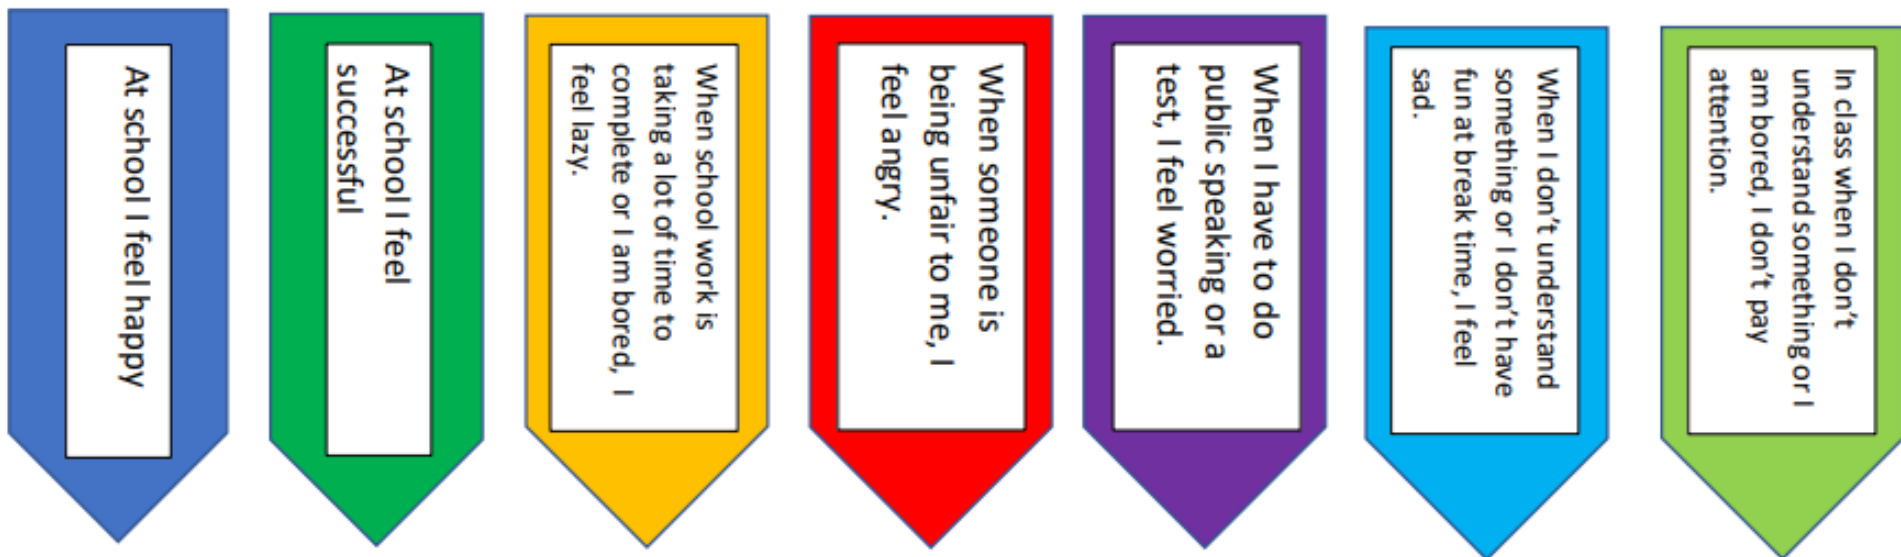 At school I feel happy
At school I feel
successful
When school work is
taking a lot of time to
complete or I am bored, I
feel lazy.
When someone is
being unfair to me, I
feel angry.
When I have to do
public speaking or a
test, I feel worried.
When I don't understand
something or I don't have
fun at break time, I feel
sad.
In class when I don't
understand something or I
am bored, I don't pay
attention.